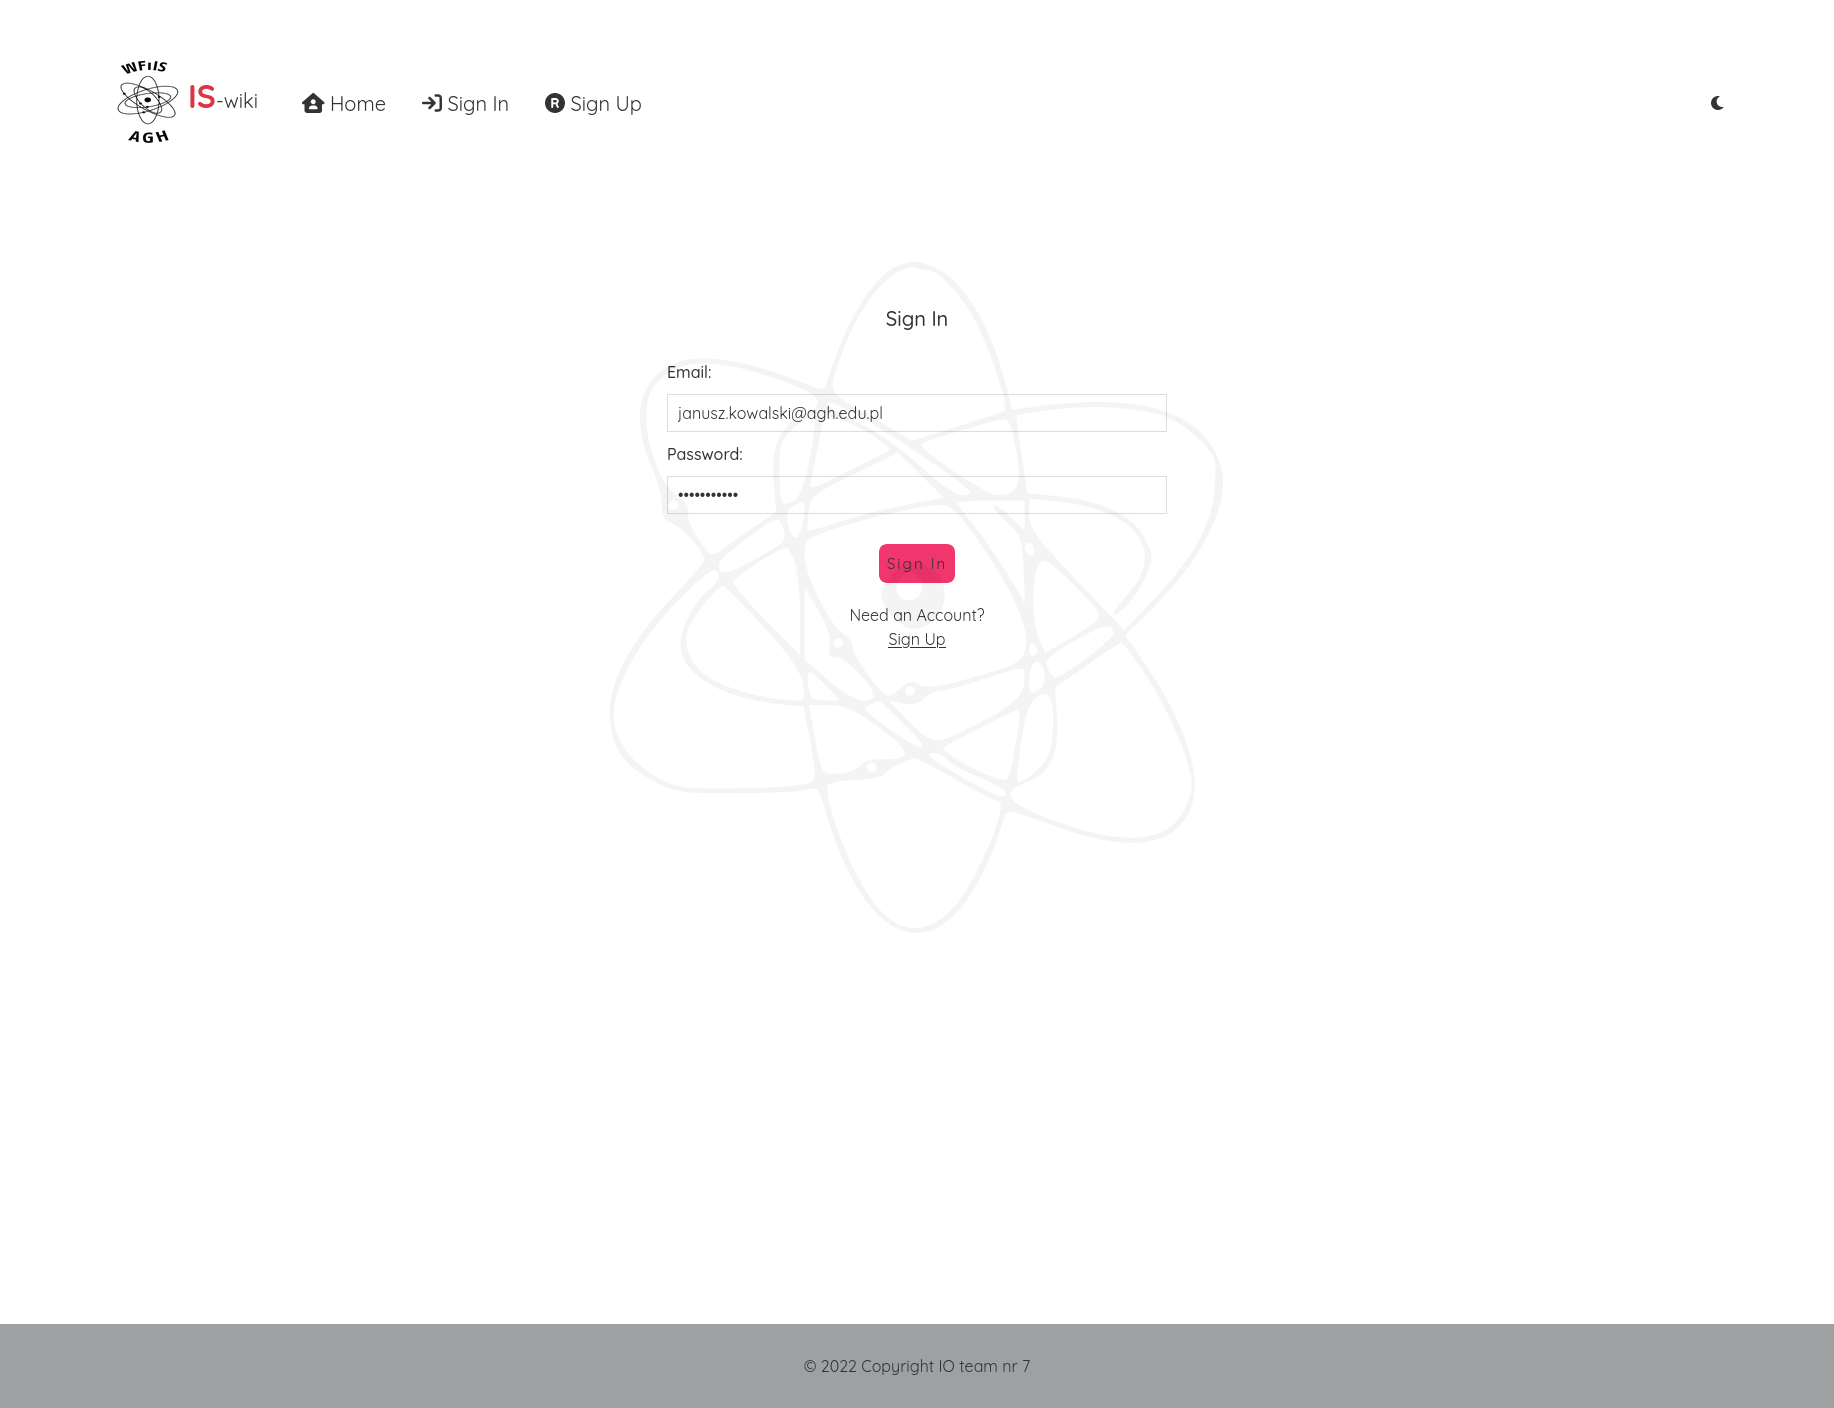 WFiIS
AGH
IS-wiki
Home
Sign In
Sign Up
Sign In
Email:
janusz.kowalski@agh.edu.pl
Password:
•••••••••••
Sign In
Need an Account?
Sign Up
© 2022 Copyright IO team nr 7